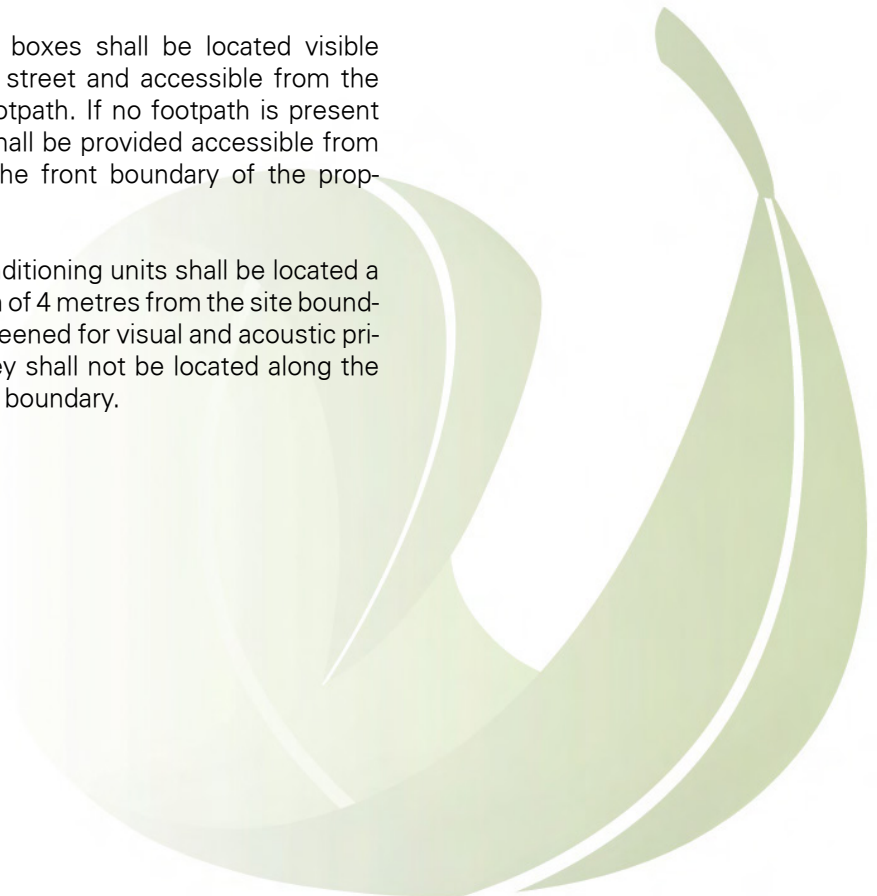 boxes shall be located visible
street and accessible from the
otpath. If no footpath is present
hall be provided accessible from
he front boundary of the prop-
ditioning units shall be located a
of 4 metres from the site bound-
eened for visual and acoustic pri-
ey shall not be located along the
boundary.